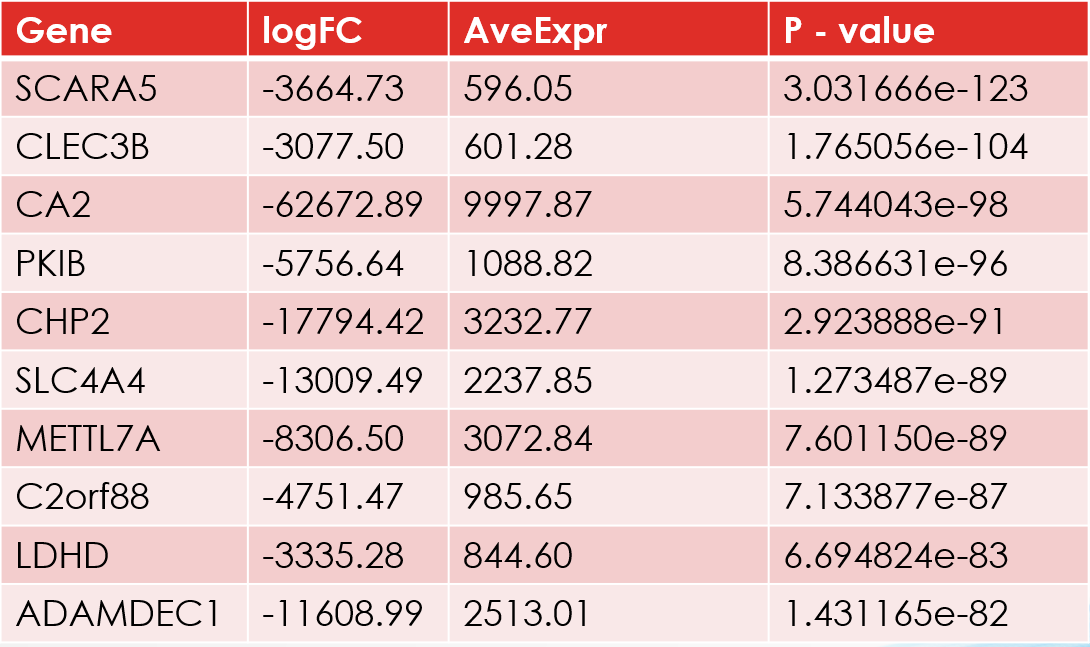 Gene logFC AveExpr P - value
SCARA5 -3664.73 596.05 3.031666e-123
CLEC3B -3077.50 601.28 1.765056e-104
CA2 -62672.89 9997.87 5.744043e-98
PKIB -5756.64 1088.82 8.386631e-96
CHP2 -17794.42 3232.77 2.923888e-91
SLC4A4 -13009.49 2237.85 1.273487e-89
METTL7A -8306.50 3072.84 7.601150e-89
C2orf88 -4751.47 985.65 7.133877e-87
LDHD -3335.28 844.60 6.694824e-83
ADAMDEC1 -11608.99 2513.01 1.431165e-82